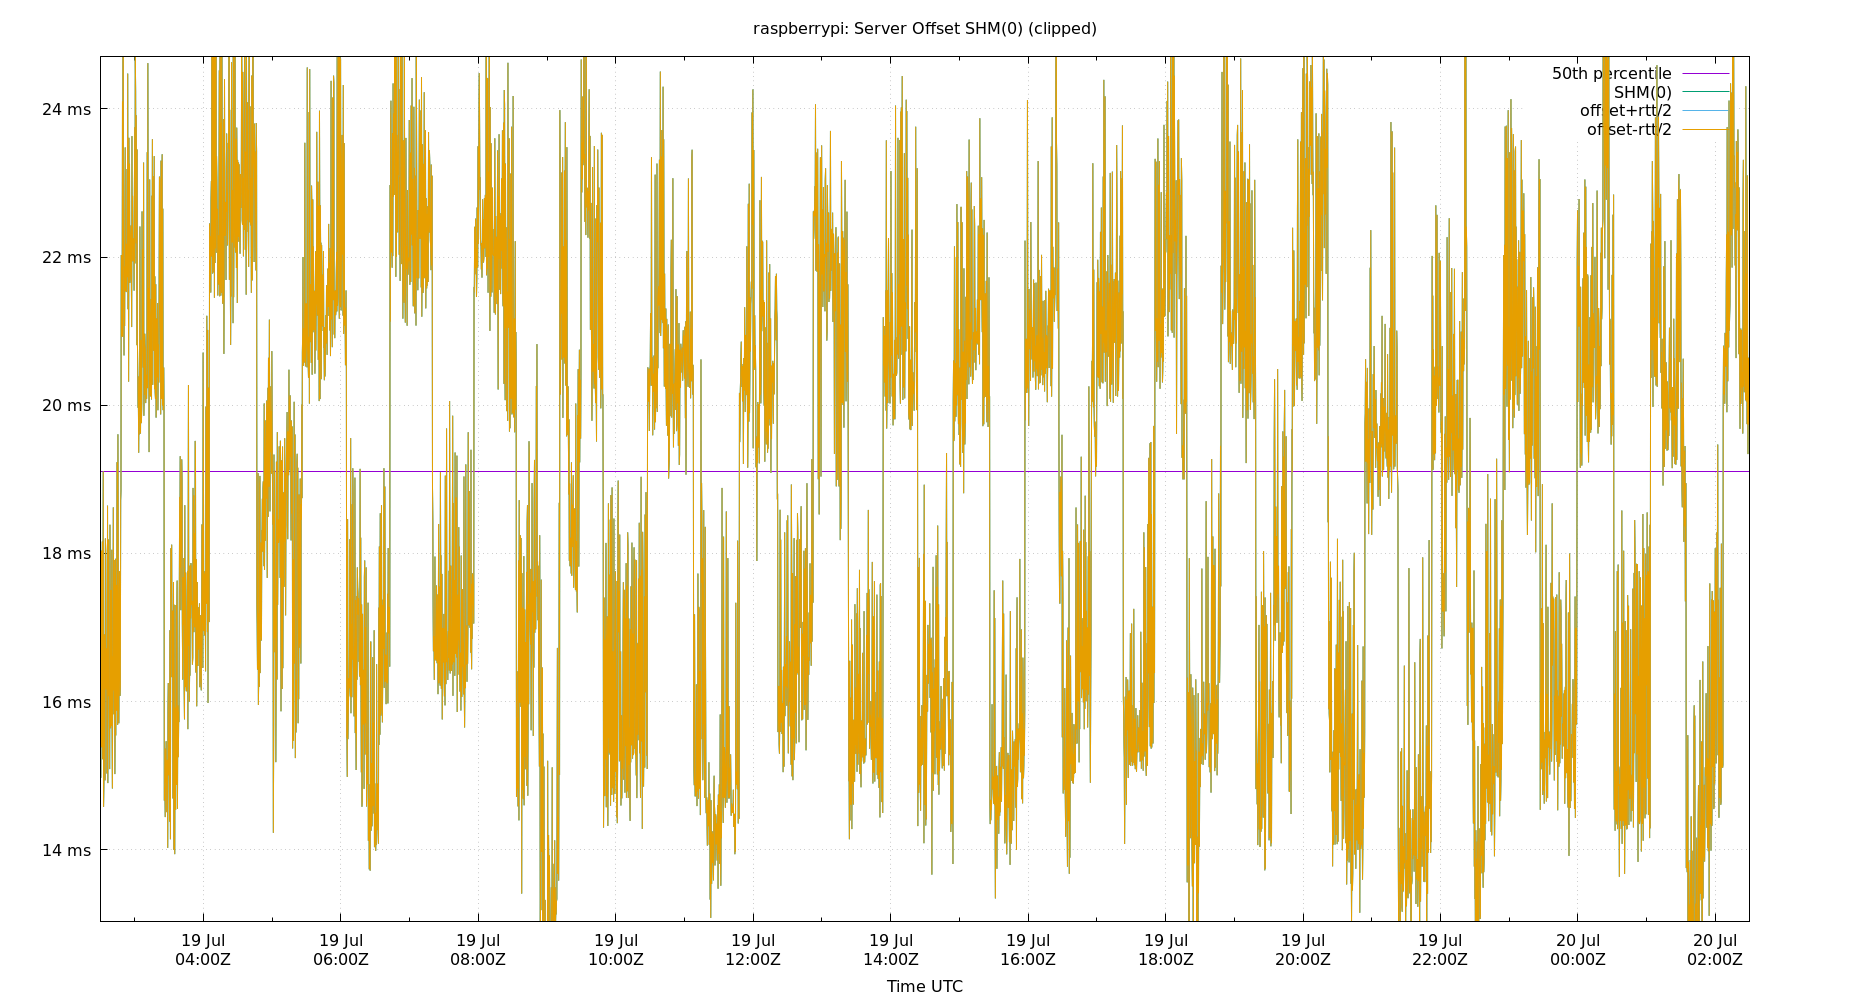 raspberrypi: Server Offset SHM(0) (clipped)
50th percentile
SHM(0)
offset+rtt/2
offset-rtt/2
24 ms
22 ms
20 ms
18 ms
16 ms
14 ms
19 Jul 19 Jul 19 Jul 19 Jul 19 Jul 19 Jul 19 Jul 19 Jul 19 Jul 19 Jul 20 Jul 20 Jul
04:00Z 06:00Z 08:00Z 10:00Z 12:00Z 14:00Z 16:00Z 18:00Z 20:00Z 22:00Z 00:00Z 02:00Z
Time UTC